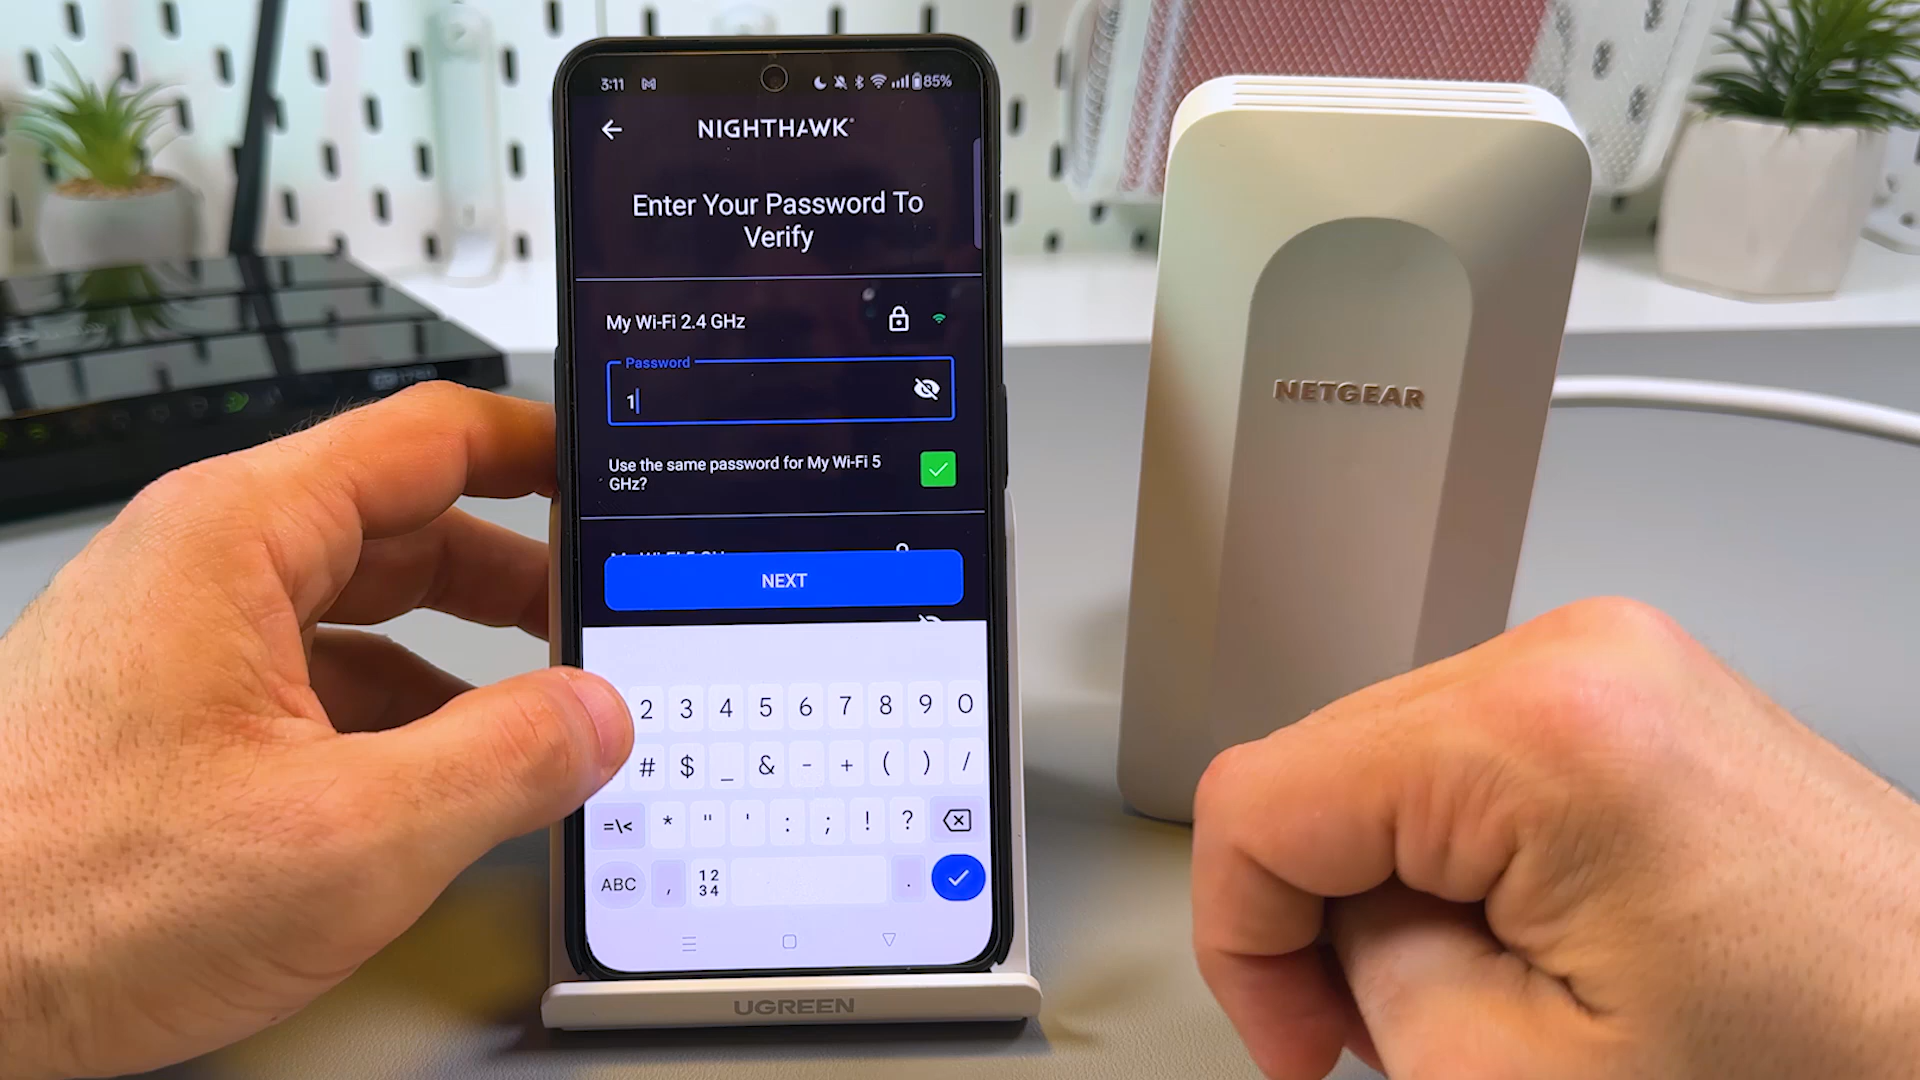 3:11
85%
NIGHTHAWK
Enter Your Password To
Verify
My Wi-Fi 2.4 GHz
Password
1
Use the same password for My Wi-Fi 5
GHz?
NEXT
2 3 4 5 6 7 8 9 0
# $ _ & - + ( ) /
=\< * " ' : ; ! ?
ABC , 12 34 .
UGREEN
NETGEAR